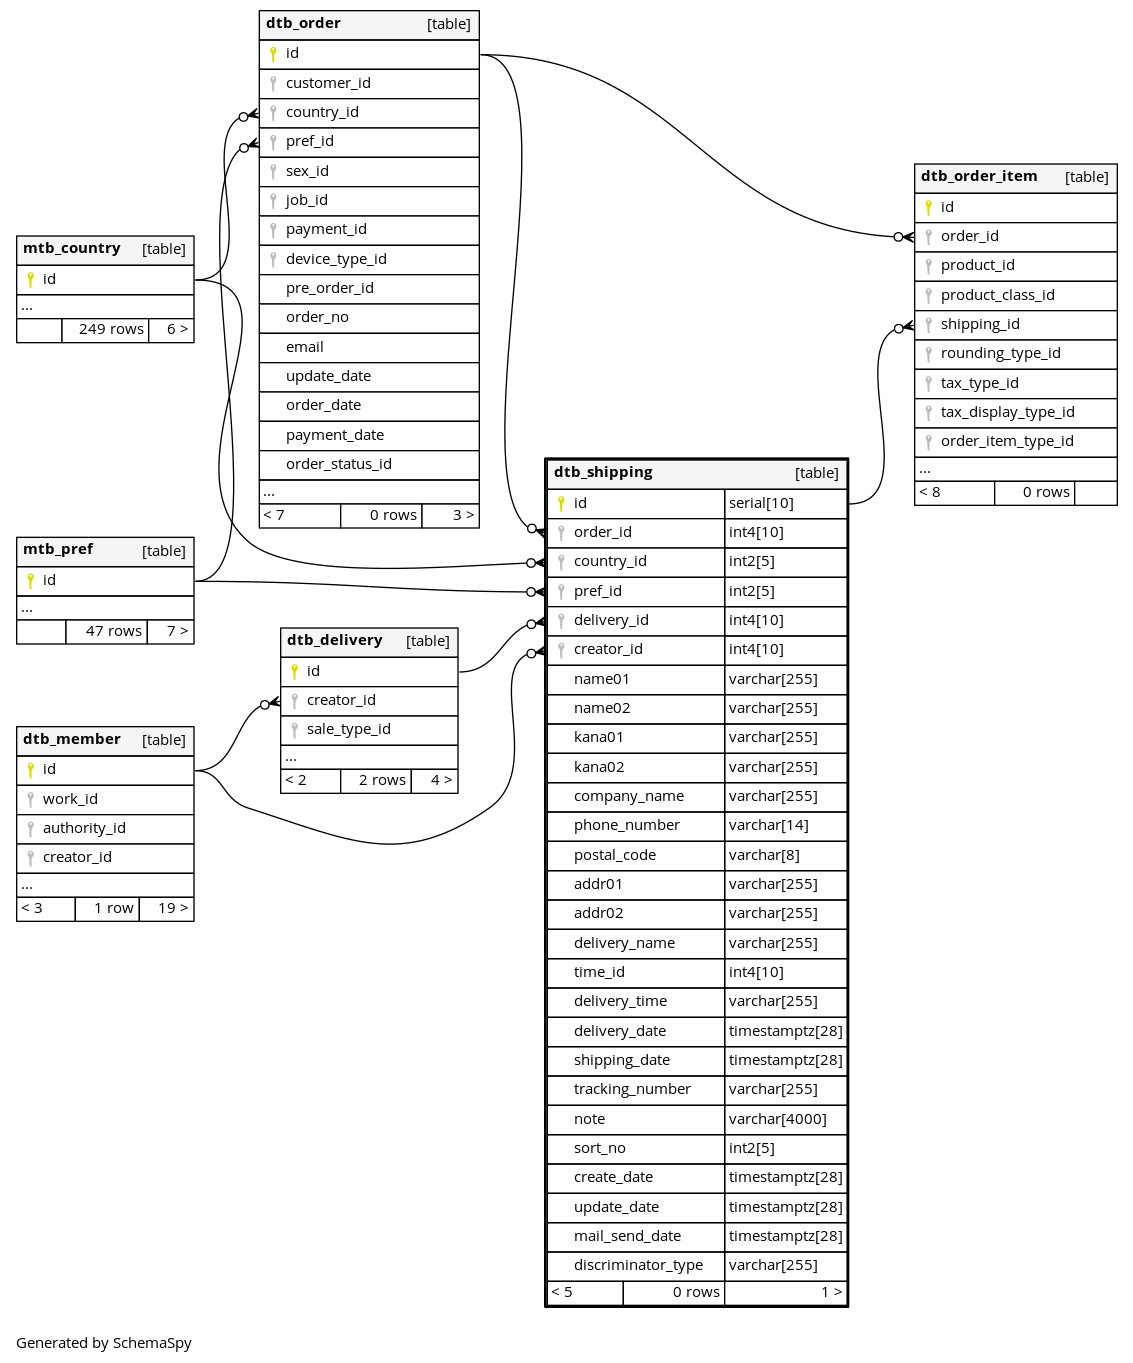 dtb_order [table]
id
customer_id
country_id
pref_id
sex_id
job_id
payment_id
device_type_id
pre_order_id
order_no
email
update_date
order_date
payment_date
order_status_id
...
< 7 0 rows 3 >
dtb_order_item [table]
id
order_id
product_id
product_class_id
shipping_id
rounding_type_id
tax_type_id
tax_display_type_id
order_item_type_id
...
< 8 0 rows
mtb_country [table]
id
...
249 rows 6 >
mtb_pref [table]
id
...
47 rows 7 >
dtb_delivery [table]
id
creator_id
sale_type_id
...
< 2 2 rows 4 >
dtb_member [table]
id
work_id
authority_id
creator_id
...
< 3 1 row 19 >
dtb_shipping [table]
id serial[10]
order_id int4[10]
country_id int2[5]
pref_id int2[5]
delivery_id int4[10]
creator_id int4[10]
name01 varchar[255]
name02 varchar[255]
kana01 varchar[255]
kana02 varchar[255]
company_name varchar[255]
phone_number varchar[14]
postal_code varchar[8]
addr01 varchar[255]
addr02 varchar[255]
delivery_name varchar[255]
time_id int4[10]
delivery_time varchar[255]
delivery_date timestamptz[28]
shipping_date timestamptz[28]
tracking_number varchar[255]
note varchar[4000]
sort_no int2[5]
create_date timestamptz[28]
update_date timestamptz[28]
mail_send_date timestamptz[28]
discriminator_type varchar[255]
< 5 0 rows 1 >
Generated by SchemaSpy